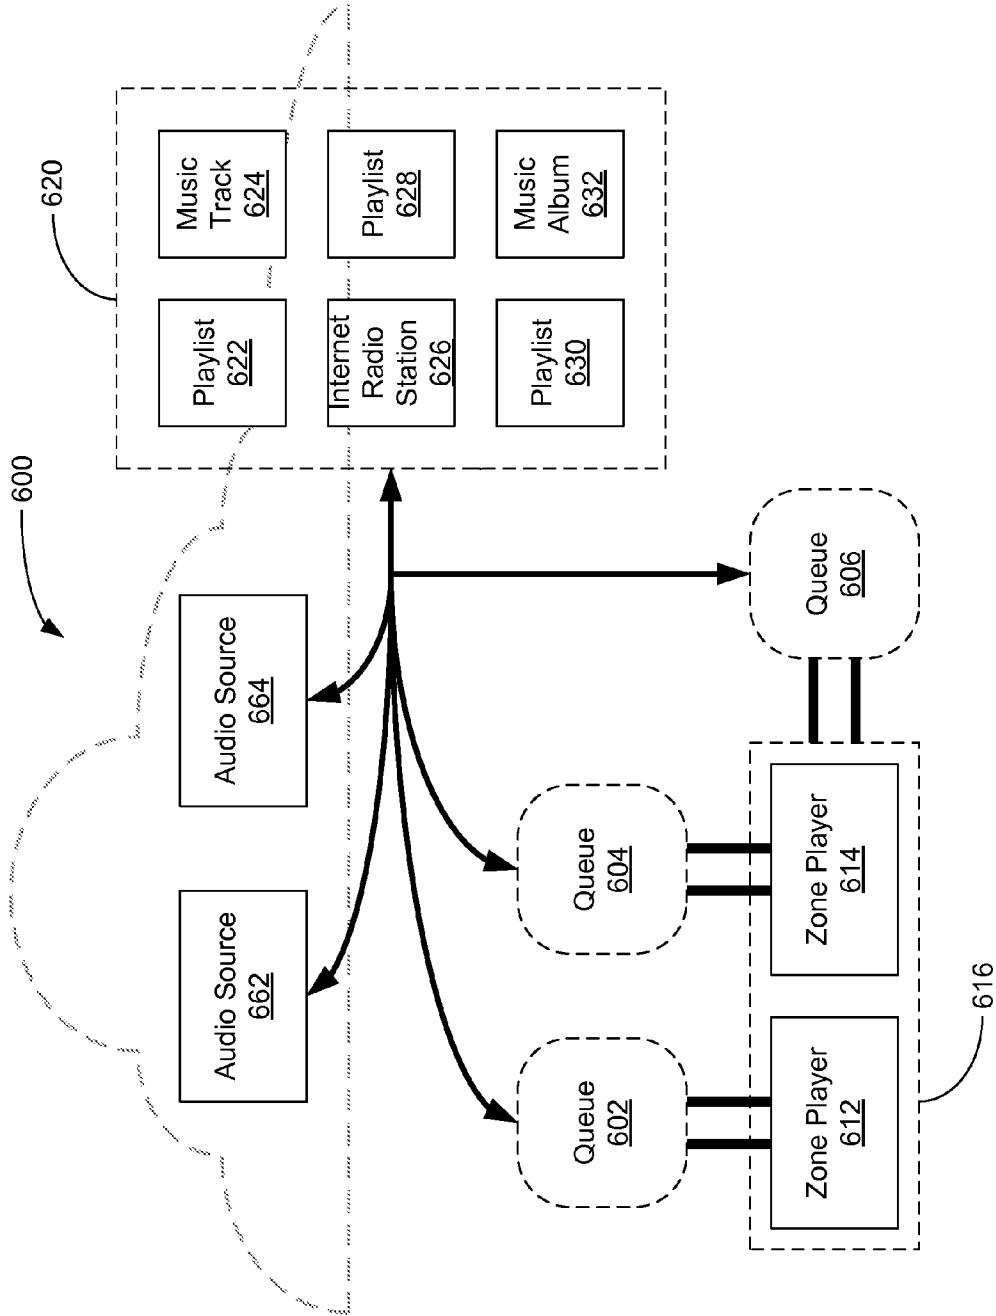 600
620
Audio Source
662
Audio Source
664
Playlist
622
Music
Track
624
Internet
Radio
Station
626
Playlist
628
Playlist
630
Music
Album
632
Queue
602
Queue
604
Queue
606
Zone Player
612
Zone Player
614
616